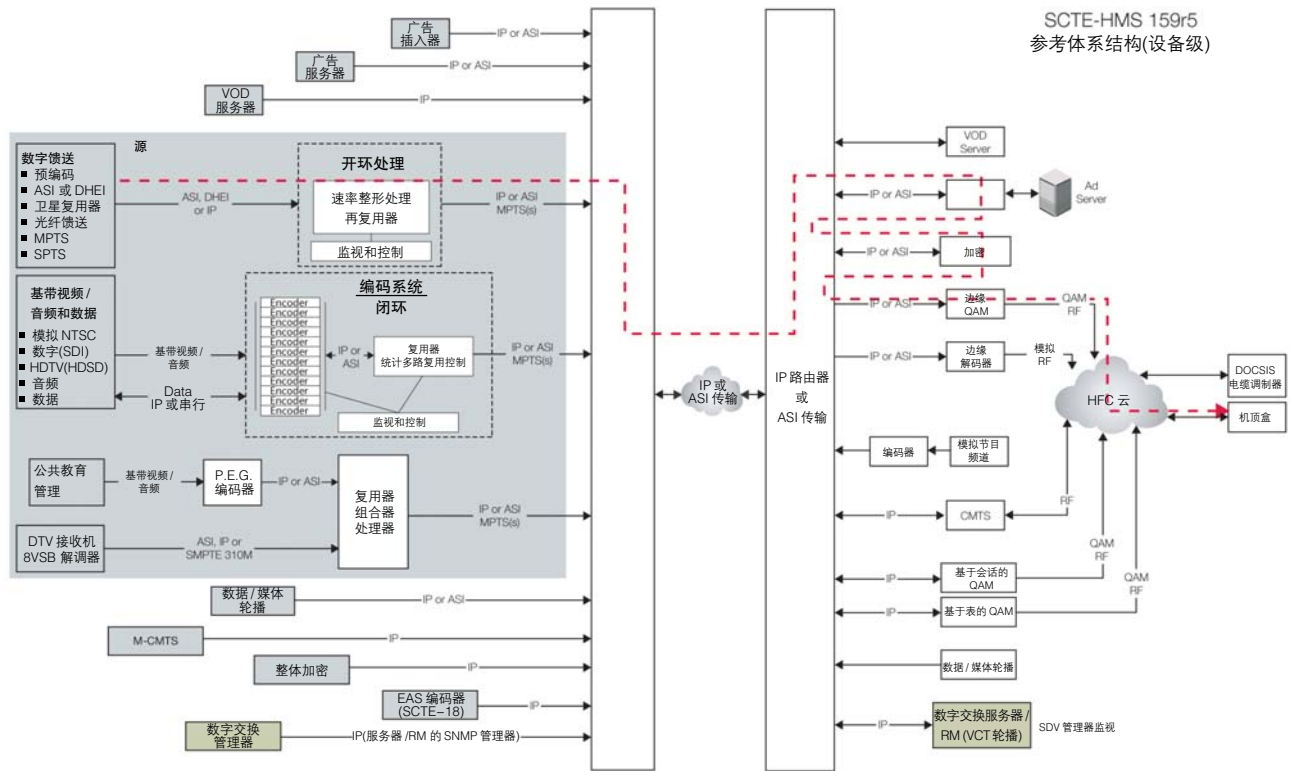 SCTE-HMS 159r5
参考体系结构(设备级)
广告
插入器
IP or ASI
广告
服务器
IP or ASI
VOD
服务器
IP
源
数字馈送
■ 预编码
■ ASI 或 DHEI
■ 卫星复用器
■ 光纤馈送
■ MPTS
■ SPTS
ASI, DHEI
or IP
开环处理
速率整形处理
再复用器
监视和控制
IP or ASI
MPTS(s)
基带视频 /
音频和数据
■ 模拟 NTSC
■ 数字(SDI)
■ HDTV(HDSD)
■ 音频
■ 数据
基带视频 /
音频
Data
IP 或串行
编码系统
闭环
Encoder
Encoder
Encoder
Encoder
Encoder
Encoder
Encoder
Encoder
Encoder
Encoder
Encoder
Encoder
IP or
ASI
复用器
统计多路复用控制
监视和控制
IP or ASI
MPTS(s)
公共教育
管理
基带视频 /
音频
P.E.G.
编码器
IP or ASI
复用器
组合器
处理器
IP or ASI
MPTS(s)
DTV 接收机
8VSB 解调器
ASI, IP or
SMPTE 310M
数据 / 媒体
轮播
IP or ASI
M-CMTS
IP
整体加密
IP
EAS 编码器
(SCTE-18)
IP
数字交换
管理器
IP(服务器 /RM 的 SNMP 管理器)
IP 或
ASI 传输
IP 路由器
或
ASI 传输
VOD
Server
IP or ASI
Ad
Server
IP or ASI
加密
IP or ASI
边缘
QAM
QAM
RF
IP or ASI
边缘
解码器
模拟
RF
HFC 云
DOCSIS
电缆调制器
机顶盒
编码器
模拟节目
频道
IP
CMTS
RF
IP
基于会话的
QAM
QAM
RF
IP
基于表的 QAM
QAM
RF
数据 / 媒体轮播
IP
数字交换服务器 /
RM (VCT 轮播)
SDV 管理器监视